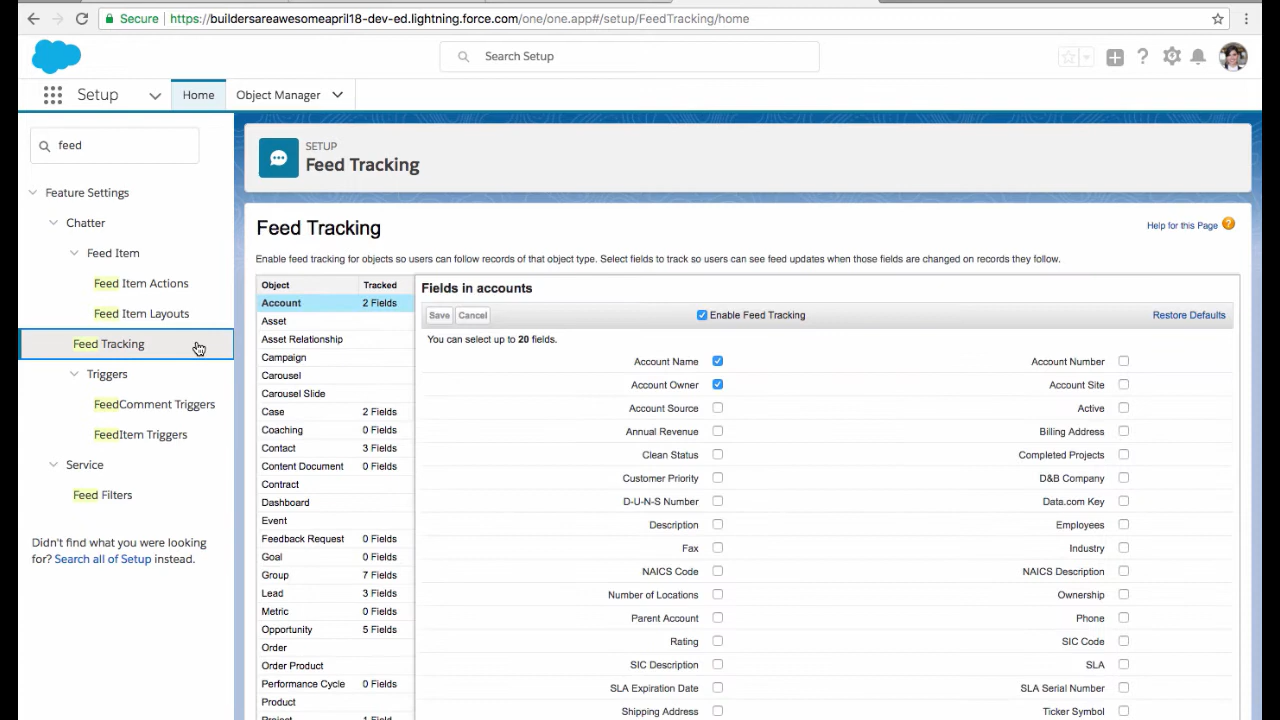 Secure https://buildersareawesomeapril18-dev-ed.lightning.force.com/one/one.app#/setup/FeedTracking/home
Search Setup
Setup
Home
Object Manager
feed
Feature Settings
Chatter
Feed Item
Feed Item Actions
Feed Item Layouts
Feed Tracking
Triggers
FeedComment Triggers
FeedItem Triggers
Service
Feed Filters
Didn't find what you were looking
for? Search all of Setup instead.
SETUP
Feed Tracking
Feed Tracking
Help for this Page
Enable feed tracking for objects so users can follow records of that object type. Select fields to track so users can see feed updates when those fields are changed on records they follow.
Object Tracked
Account 2 Fields
Asset
Asset Relationship
Campaign
Carousel
Carousel Slide
Case 2 Fields
Coaching 0 Fields
Contact 3 Fields
Content Document 0 Fields
Contract
Dashboard
Event
Feedback Request 0 Fields
Goal 0 Fields
Group 7 Fields
Lead 3 Fields
Metric 0 Fields
Opportunity 5 Fields
Order
Order Product
Performance Cycle 0 Fields
Product
Project 1 Field
Fields in accounts
Save Cancel Enable Feed Tracking Restore Defaults
You can select up to 20 fields.
Account Name Account Number
Account Owner Account Site
Account Source Active
Annual Revenue Billing Address
Clean Status Completed Projects
Customer Priority D&B Company
D-U-N-S Number Data.com Key
Description Employees
Fax Industry
NAICS Code NAICS Description
Number of Locations Ownership
Parent Account Phone
Rating SIC Code
SIC Description SLA
SLA Expiration Date SLA Serial Number
Shipping Address Ticker Symbol